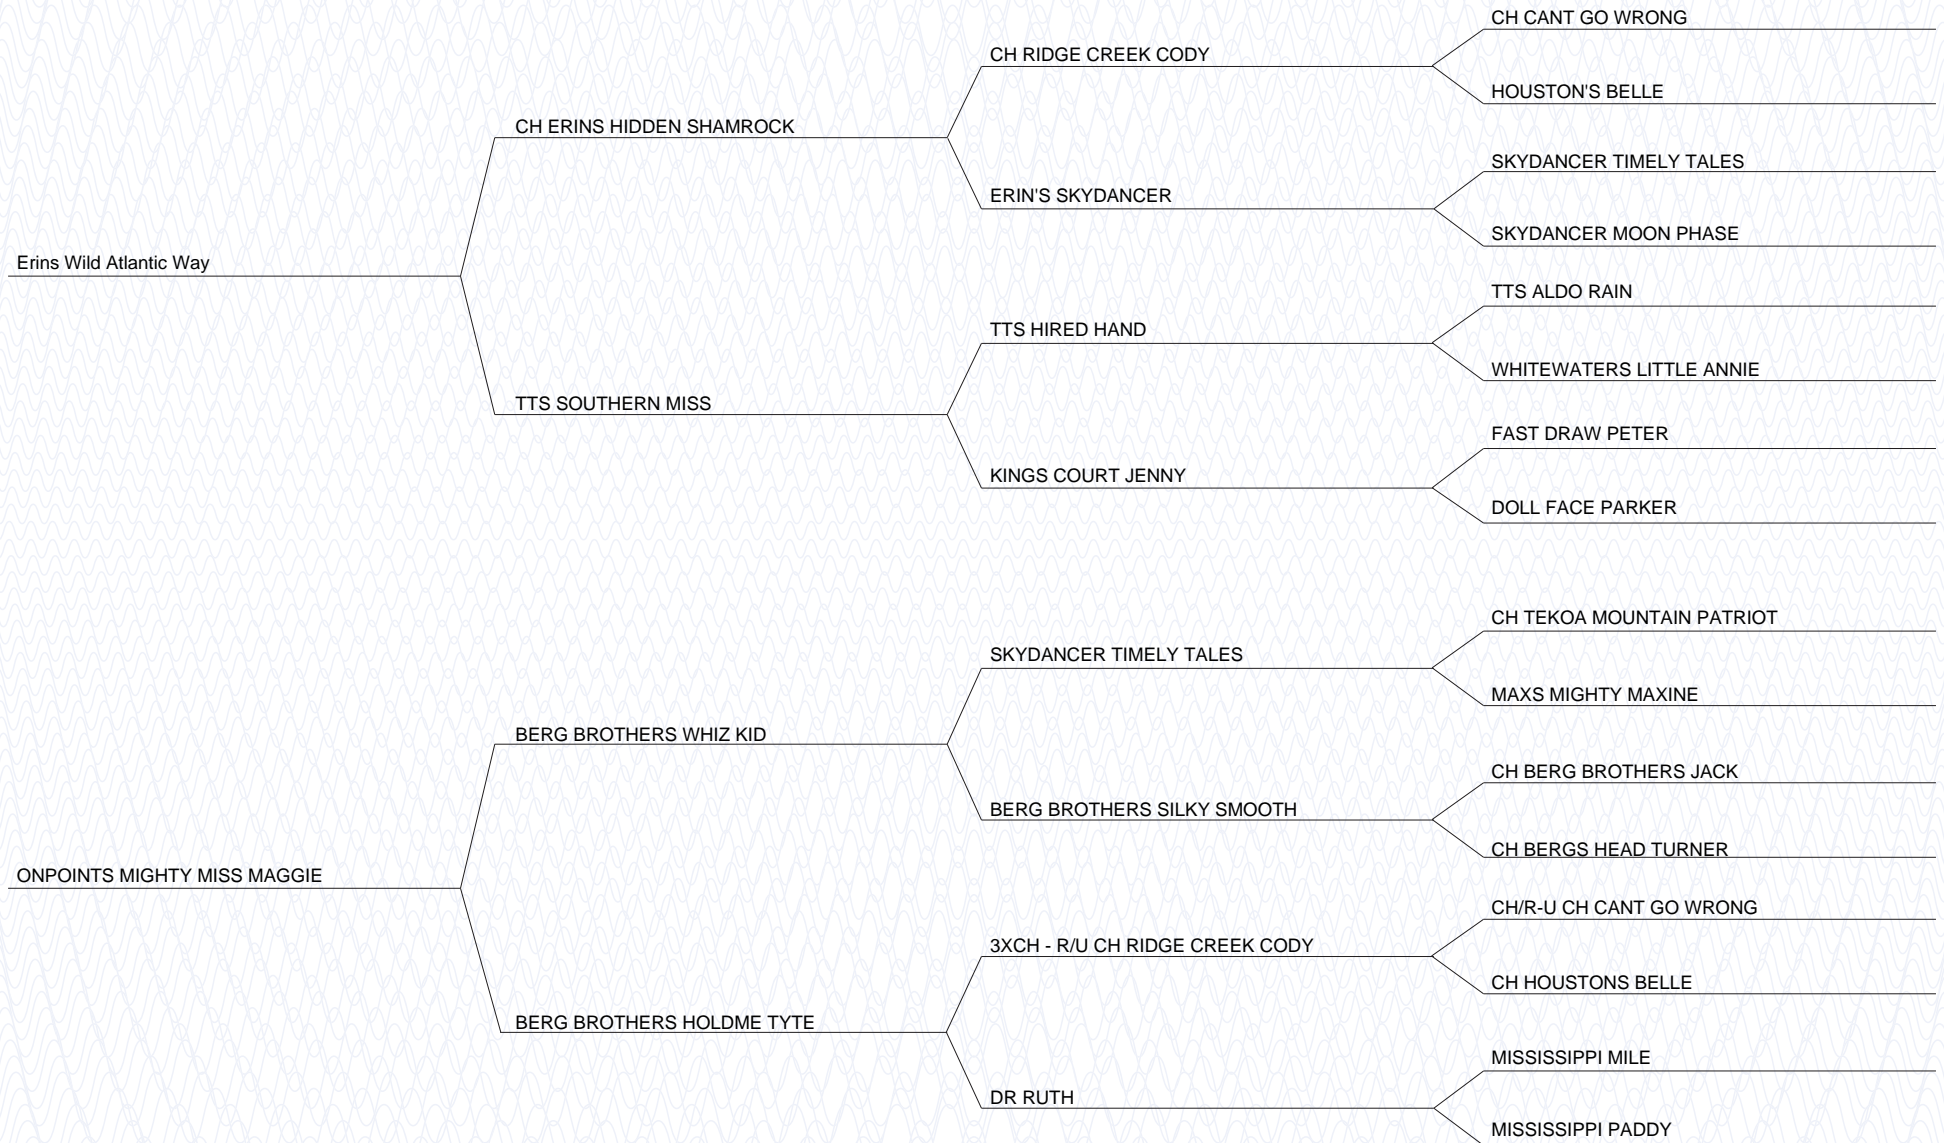 CH CANT GO WRONG
CH RIDGE CREEK CODY
HOUSTON'S BELLE
CH ERINS HIDDEN SHAMROCK
SKYDANCER TIMELY TALES
ERIN'S SKYDANCER
SKYDANCER MOON PHASE
Erins Wild Atlantic Way
TTS ALDO RAIN
TTS HIRED HAND
WHITEWATERS LITTLE ANNIE
TTS SOUTHERN MISS
FAST DRAW PETER
KINGS COURT JENNY
DOLL FACE PARKER
CH TEKOA MOUNTAIN PATRIOT
SKYDANCER TIMELY TALES
MAXS MIGHTY MAXINE
BERG BROTHERS WHIZ KID
CH BERG BROTHERS JACK
BERG BROTHERS SILKY SMOOTH
CH BERGS HEAD TURNER
ONPOINTS MIGHTY MISS MAGGIE
CH/R-U CH CANT GO WRONG
3XCH - R/U CH RIDGE CREEK CODY
CH HOUSTONS BELLE
BERG BROTHERS HOLDME TYTE
MISSISSIPPI MILE
DR RUTH
MISSISSIPPI PADDY